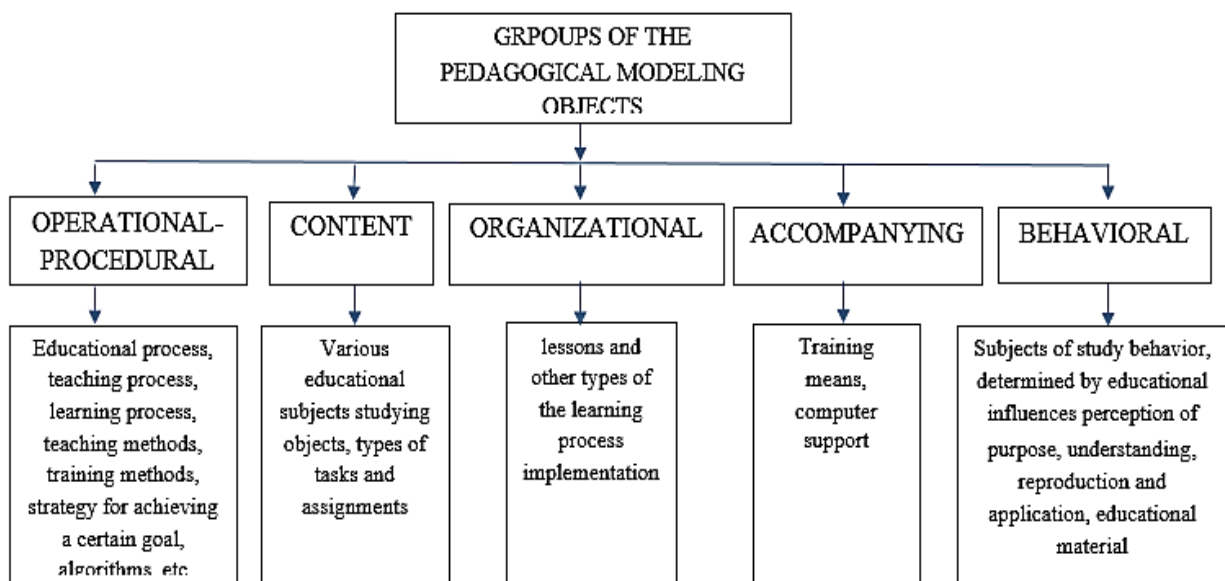 GRPOUPS OF THE
PEDAGOGICAL MODELING
OBJECTS
OPERATIONAL-
PROCEDURAL
CONTENT
ORGANIZATIONAL
ACCOMPANYING
BEHAVIORAL
Educational process,
teaching process,
learning process,
teaching methods,
training methods,
strategy for achieving
a certain goal,
algorithms, etc
Various
educational
subjects studying
objects, types of
tasks and
assignments
lessons and
other types of
the learning
process
implementation
Training
means,
computer
support
Subjects of study behavior,
determined by educational
influences perception of
purpose, understanding,
reproduction and
application, educational
material